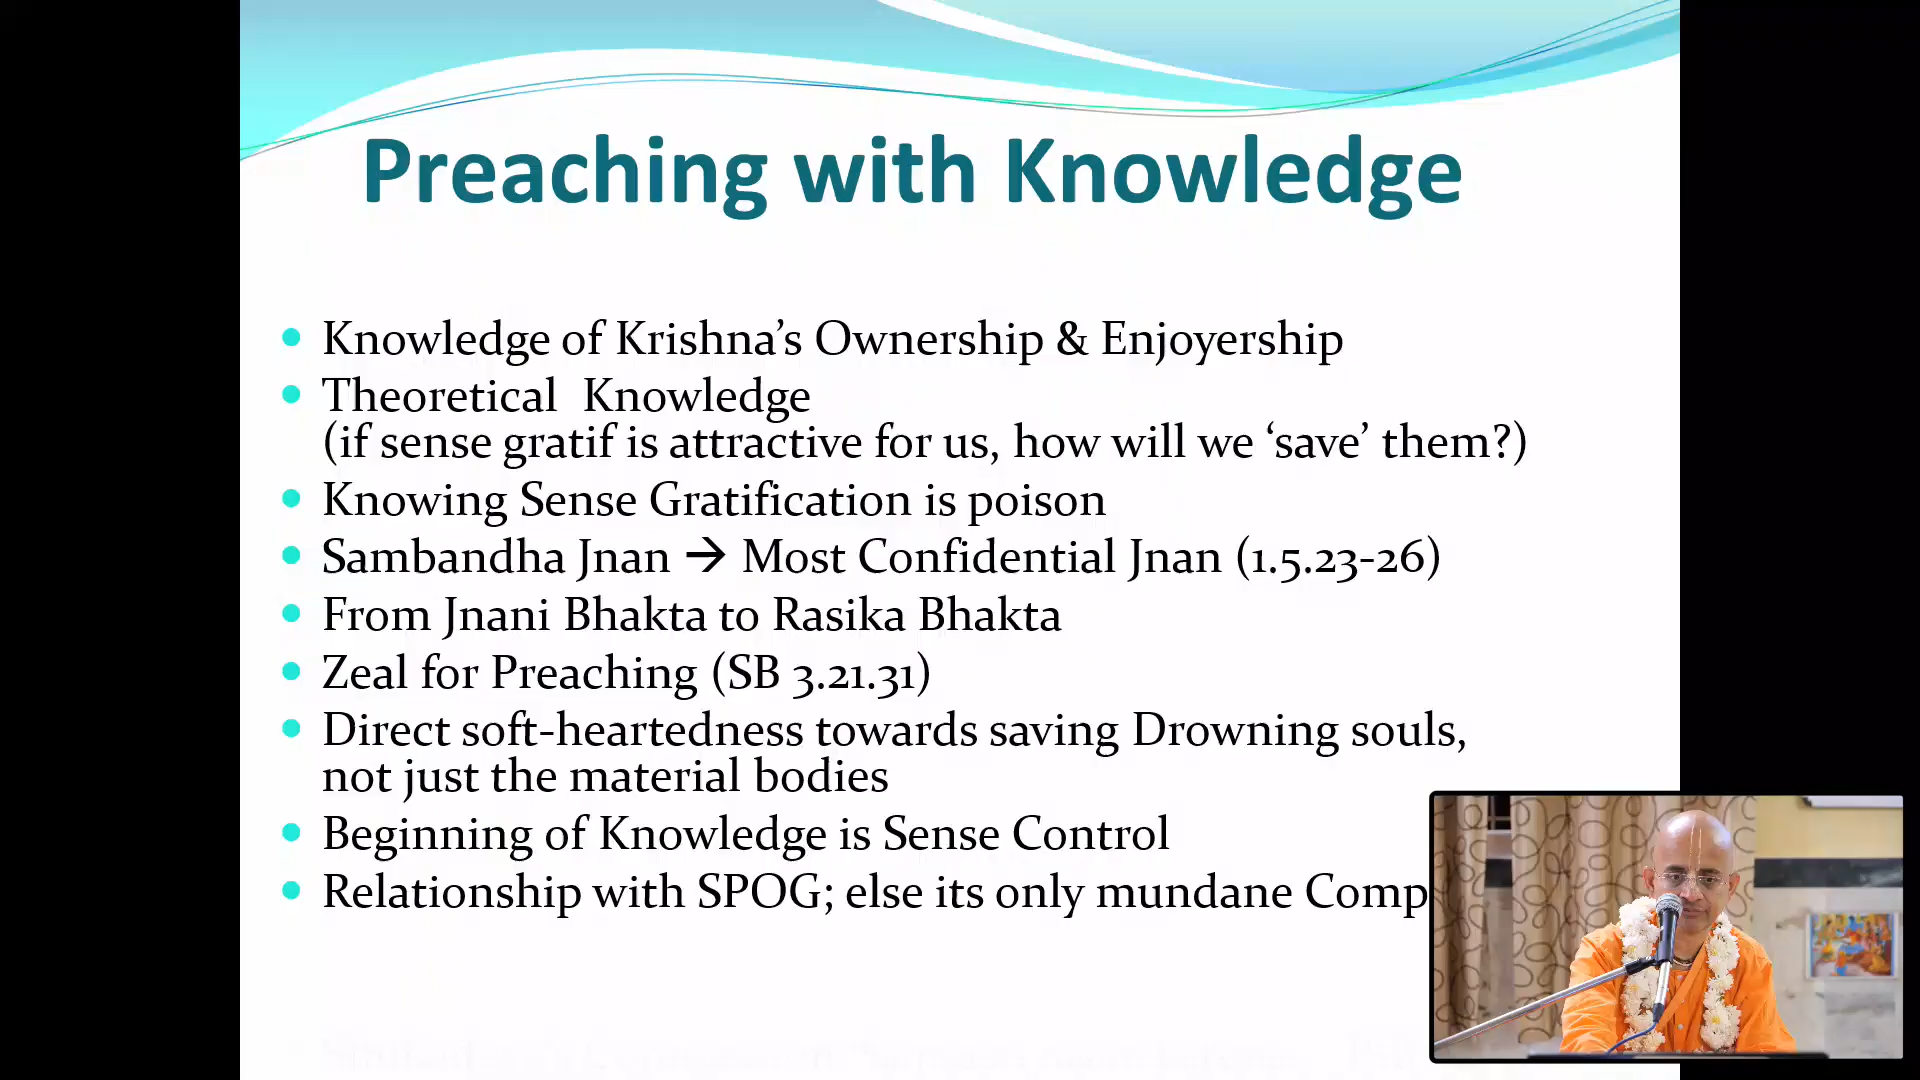 Preaching with Knowledge
• Knowledge of Krishna’s Ownership & Enjoyership
• Theoretical Knowledge
(if sense gratif is attractive for us, how will we ‘save’ them?)
• Knowing Sense Gratification is poison
• Sambandha Jnan → Most Confidential Jnan (1.5.23-26)
• From Jnani Bhakta to Rasika Bhakta
• Zeal for Preaching (SB 3.21.31)
• Direct soft-heartedness towards saving Drowning souls,
not just the material bodies
• Beginning of Knowledge is Sense Control
• Relationship with SPOG; else its only mundane Comp